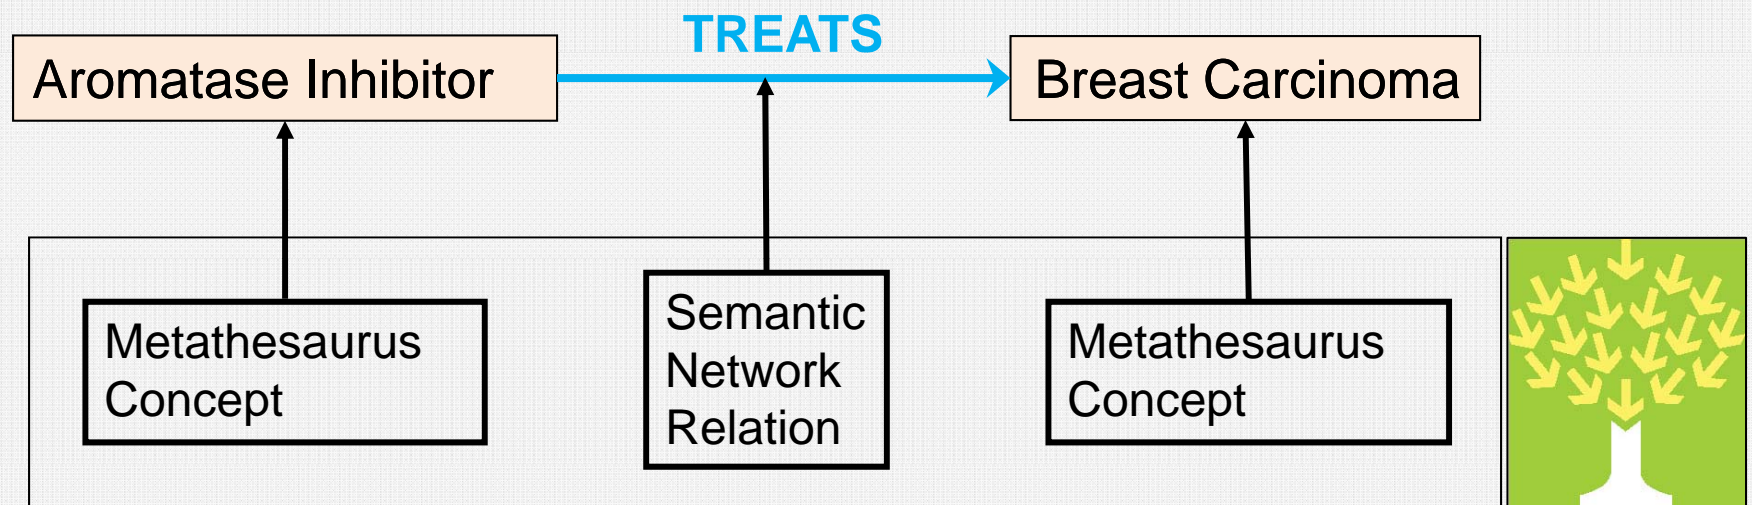 TREATS
Aromatase Inhibitor
Breast Carcinoma
Metathesaurus
Concept
Semantic
Network
Relation
Metathesaurus
Concept